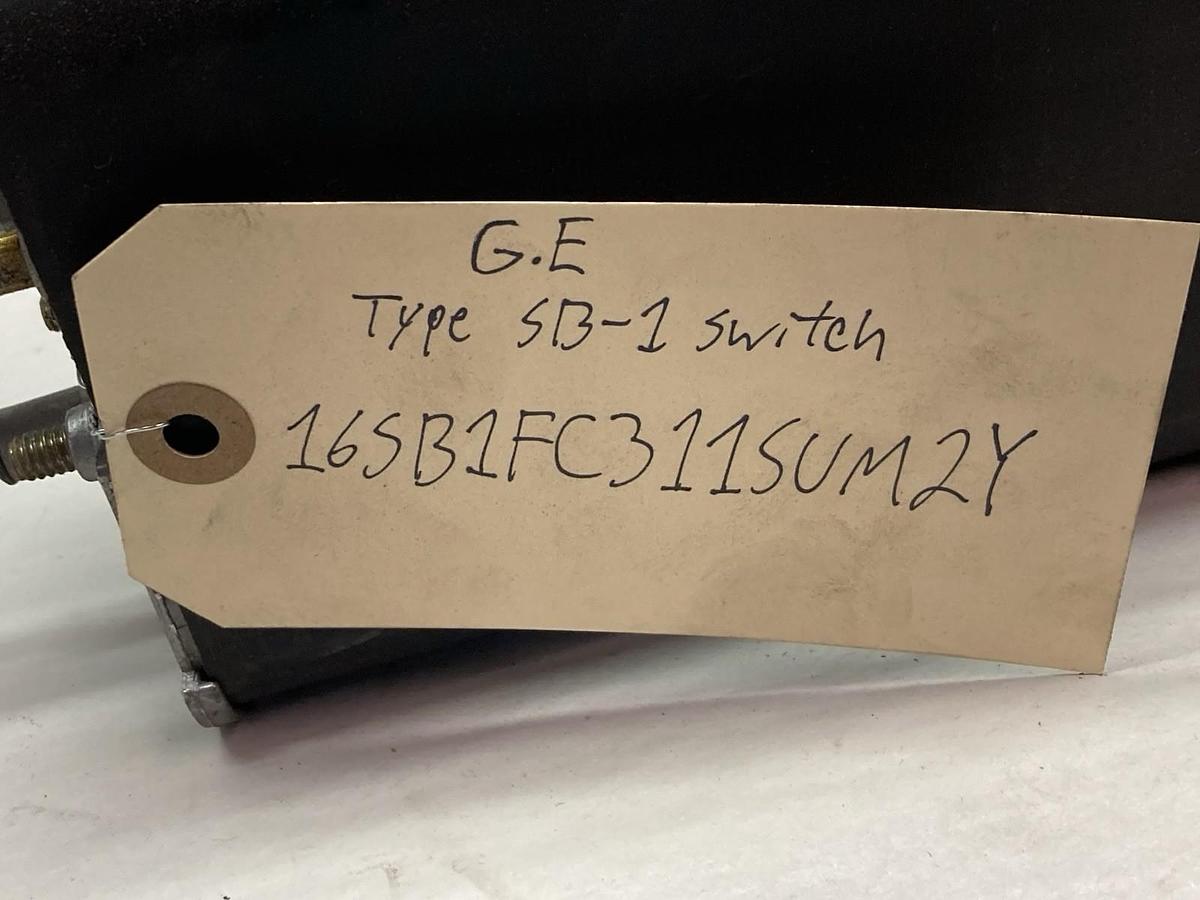 G.E
Type SB-1 switch
16SB1FC311SUM2Y